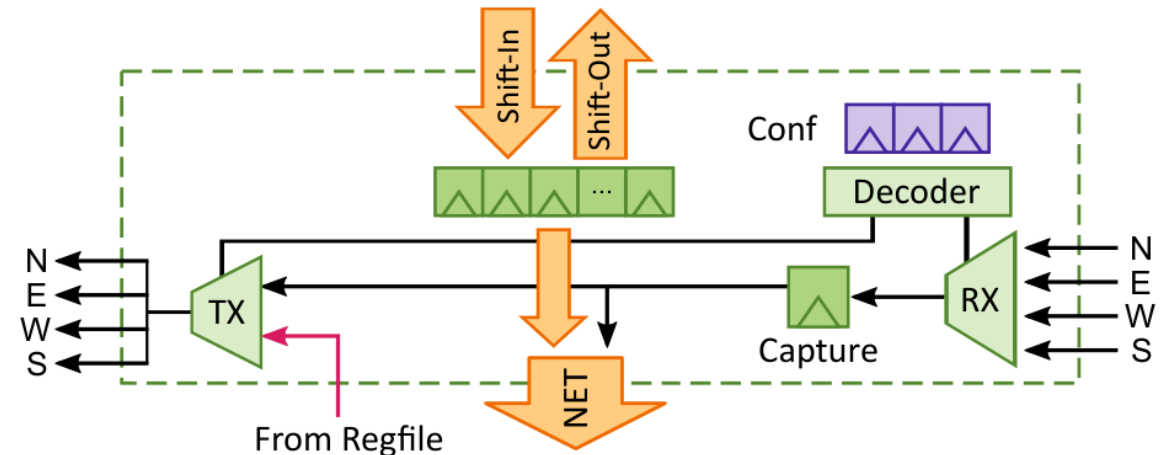 Shift-In
Shift-Out
Conf
...
Decoder
N
E
W
S
TX
RX
N
E
W
S
Capture
NET
From Regfile